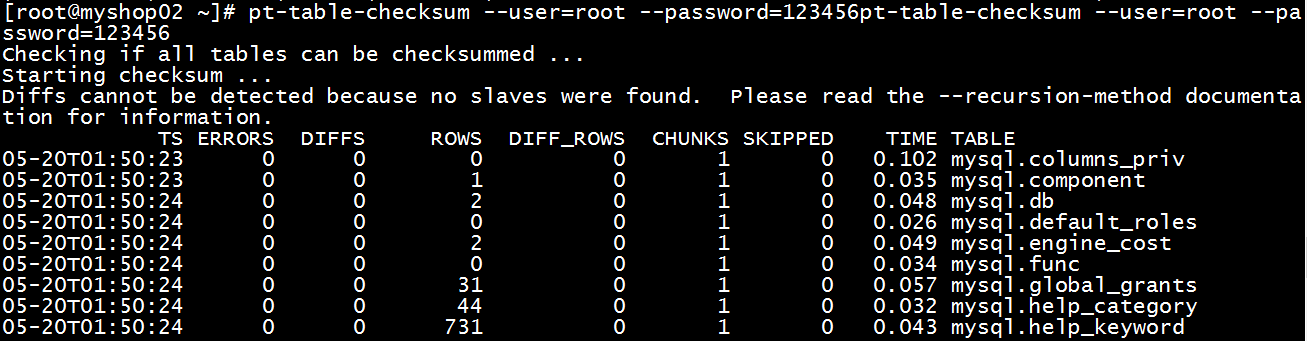 [root@myshop02 ~]# pt-table-checksum --user=root --password=123456pt-table-checksum --user=root --pa
ssword=123456
Checking if all tables can be checksummed ...
Starting checksum ...
Diffs cannot be detected because no slaves were found.  Please read the --recursion-method documenta
tion for information.
            TS ERRORS  DIFFS     ROWS  DIFF_ROWS  CHUNKS SKIPPED    TIME TABLE
05-20T01:50:23      0      0        0          0       1       0   0.102 mysql.columns_priv
05-20T01:50:23      0      0        1          0       1       0   0.035 mysql.component
05-20T01:50:24      0      0        2          0       1       0   0.048 mysql.db
05-20T01:50:24      0      0        0          0       1       0   0.026 mysql.default_roles
05-20T01:50:24      0      0        2          0       1       0   0.049 mysql.engine_cost
05-20T01:50:24      0      0        0          0       1       0   0.034 mysql.func
05-20T01:50:24      0      0       31          0       1       0   0.057 mysql.global_grants
05-20T01:50:24      0      0       44          0       1       0   0.032 mysql.help_category
05-20T01:50:24      0      0      731          0       1       0   0.043 mysql.help_keyword